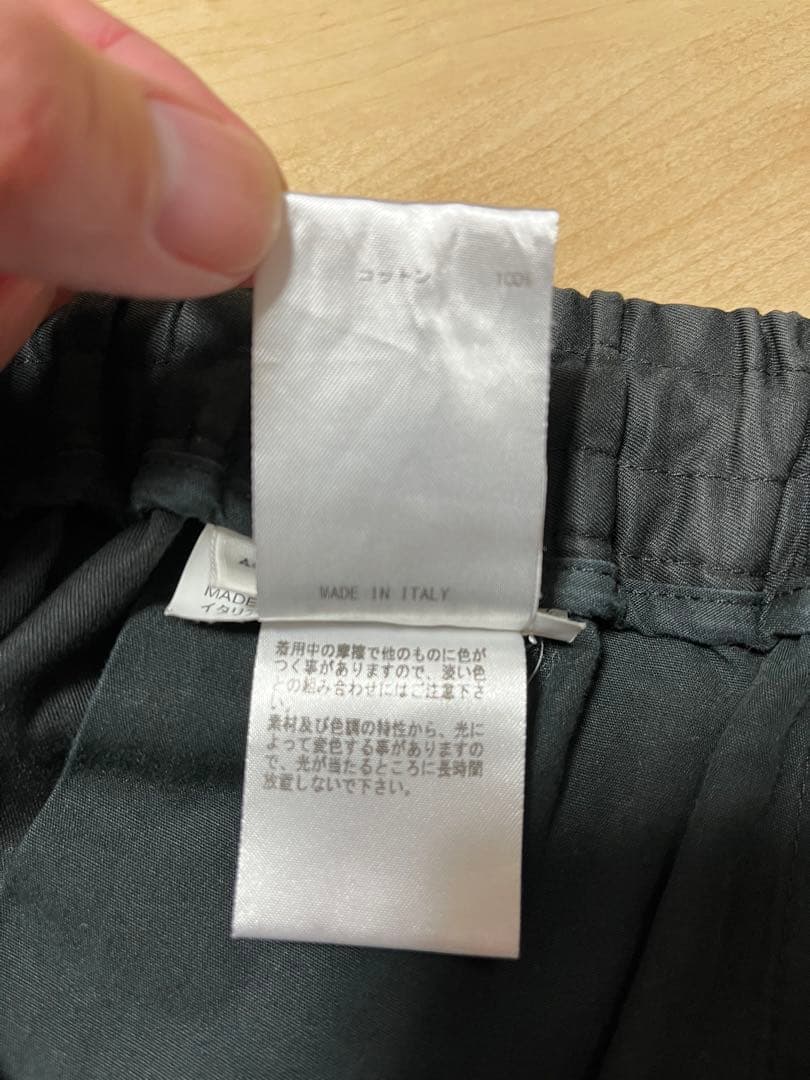 コットン 100%
MADE IN ITALY
MADE
イタリア
着用中の摩擦で他のものに色が
つく事がありますので、淡い色
との組み合わせにはご注意下さ
い。
素材及び色調の特性から、光に
よって変色する事がありますの
で、光が当たるところに長時間
放置しないで下さい。